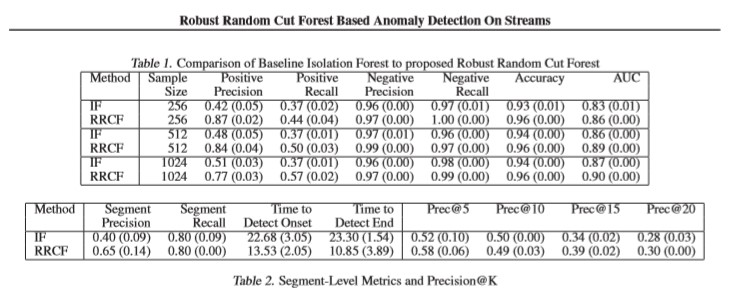 Robust Random Cut Forest Based Anomaly Detection On Streams
Table 1. Comparison of Baseline Isolation Forest to proposed Robust Random Cut Forest
Method Sample Positive Positive Negative Negative Accuracy AUC
Size Precision Recall Precision Recall
IF 256 0.42 (0.05) 0.37 (0.02) 0.96 (0.00) 0.97 (0.01) 0.93 (0.01) 0.83 (0.01)
RRCF 256 0.87 (0.02) 0.44 (0.04) 0.97 (0.00) 1.00 (0.00) 0.96 (0.00) 0.86 (0.00)
IF 512 0.48 (0.05) 0.37 (0.01) 0.97 (0.01) 0.96 (0.00) 0.94 (0.00) 0.86 (0.00)
RRCF 512 0.84 (0.04) 0.50 (0.03) 0.99 (0.00) 0.97 (0.00) 0.96 (0.00) 0.89 (0.00)
IF 1024 0.51 (0.03) 0.37 (0.01) 0.96 (0.00) 0.98 (0.00) 0.94 (0.00) 0.87 (0.00)
RRCF 1024 0.77 (0.03) 0.57 (0.02) 0.97 (0.00) 0.99 (0.00) 0.96 (0.00) 0.90 (0.00)
Method Segment Segment Time to Time to Prec@5 Prec@10 Prec@15 Prec@20
Precision Recall Detect Onset Detect End
IF 0.40 (0.09) 0.80 (0.09) 22.68 (3.05) 23.30 (1.54) 0.52 (0.10) 0.50 (0.00) 0.34 (0.02) 0.28 (0.03)
RRCF 0.65 (0.14) 0.80 (0.00) 13.53 (2.05) 10.85 (3.89) 0.58 (0.06) 0.49 (0.03) 0.39 (0.02) 0.30 (0.00)
Table 2. Segment-Level Metrics and Precision@K